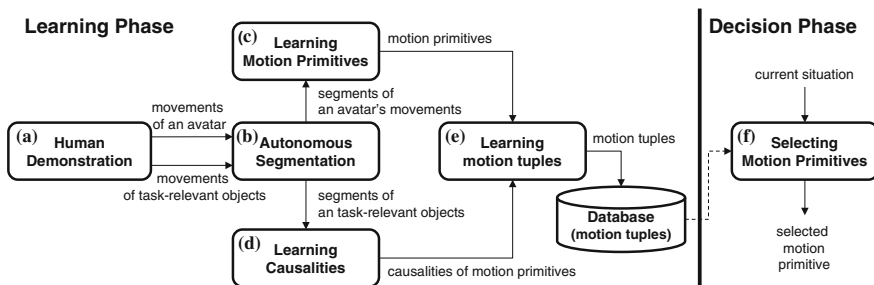 Learning Phase
Decision Phase
(c) Learning
Motion Primitives
motion primitives
current situation
segments of
an avatar's movements
movements
of an avatar
(a) Human
Demonstration
(b) Autonomous
Segmentation
(e) Learning
motion tuples
motion tuples
(f) Selecting
Motion Primitives
movements
of task-relevant objects
segments of
an task-relevant objects
Database
(motion tuples)
(d) Learning
Causalities
causalities of motion primitives
selected
motion
primitive